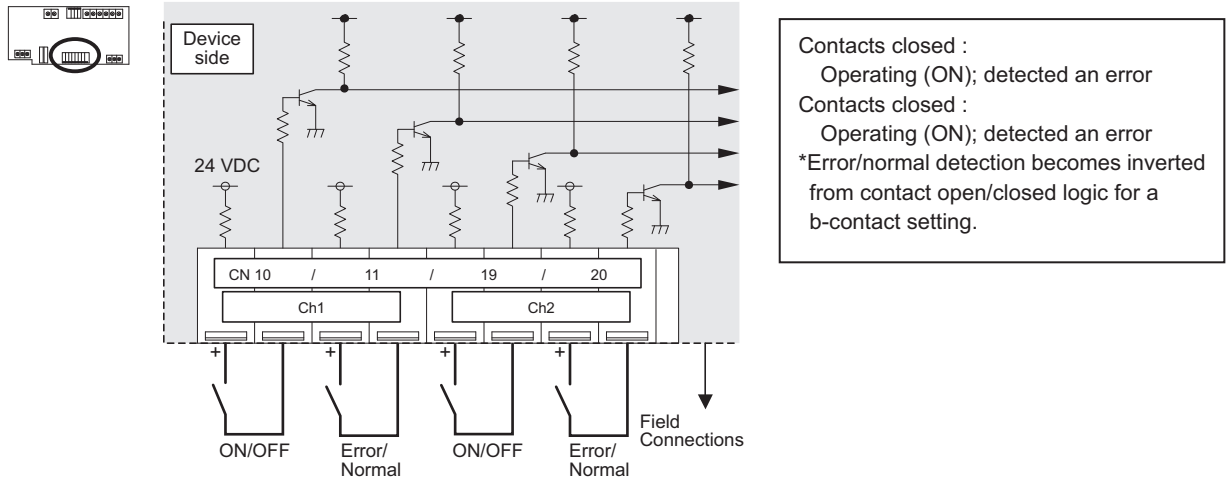 Device
side
24 VDC
CN 10 / 11 / 19 / 20
Ch1 Ch2
+ + + +
ON/OFF
Error/
Normal
ON/OFF
Error/
Normal
Field
Connections
Contacts closed :
Operating (ON); detected an error
Contacts closed :
Operating (ON); detected an error
*Error/normal detection becomes inverted
from contact open/closed logic for a
b-contact setting.